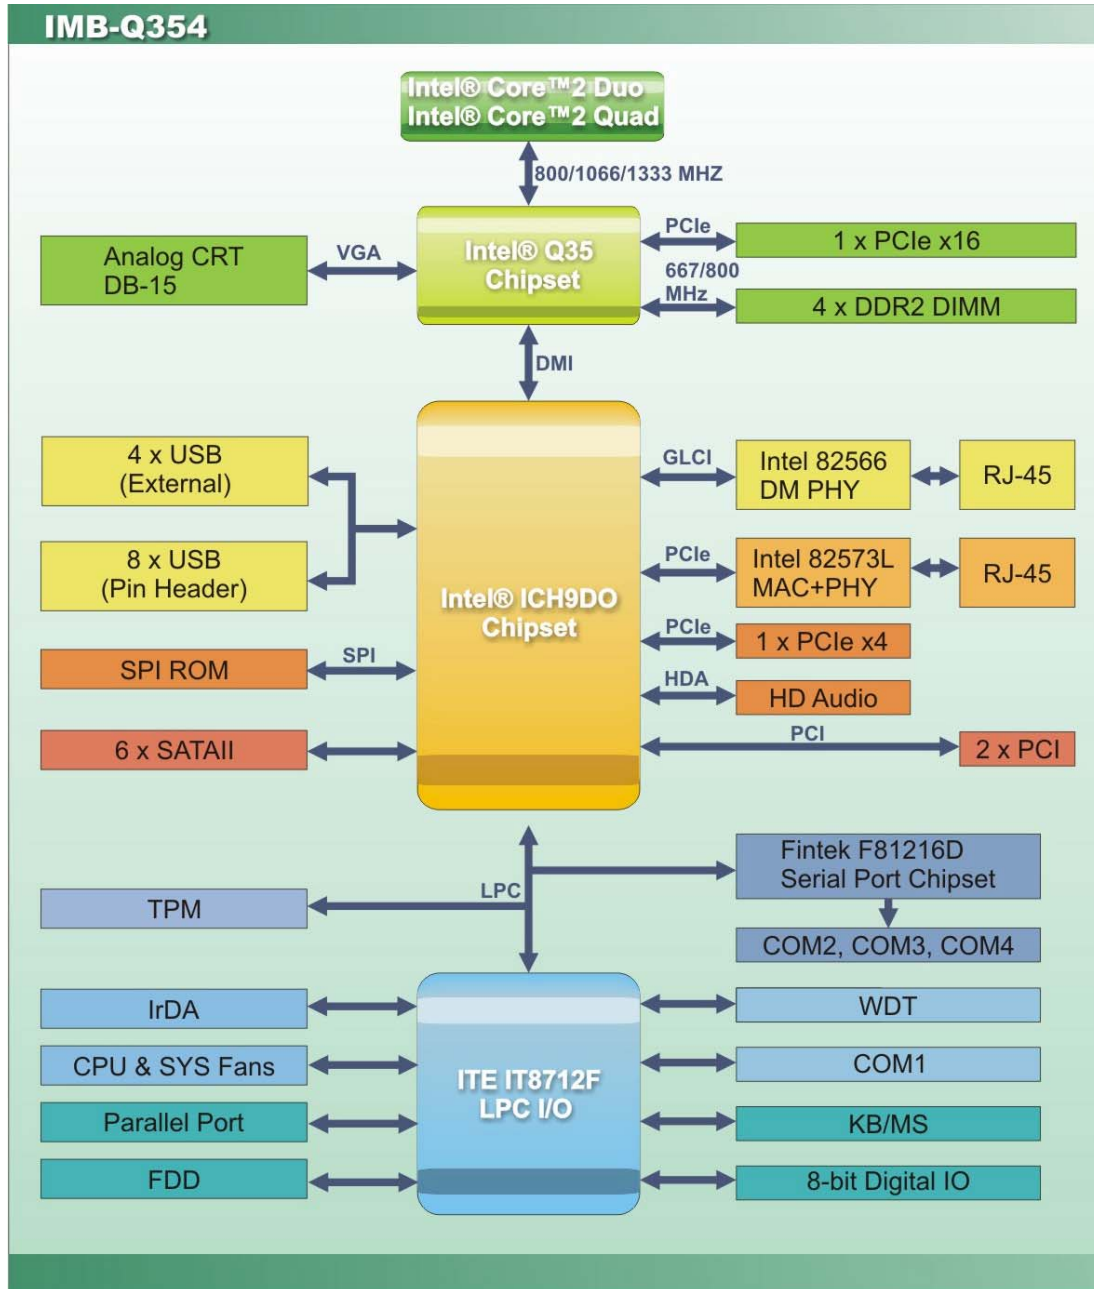 IMB-Q354
Intel® Core™2 Duo
Intel® Core™2 Quad
800/1066/1333 MHZ
Analog CRT
DB-15
VGA
Intel® Q35
Chipset
PCIe
1 x PCIe x16
667/800
MHz
4 x DDR2 DIMM
DMI
4 x USB
(External)
8 x USB
(Pin Header)
SPI ROM
SPI
6 x SATAII
Intel® ICH9DO
Chipset
GLCI
Intel 82566
DM PHY
RJ-45
PCIe
Intel 82573L
MAC+PHY
RJ-45
PCIe
1 x PCIe x4
HDA
HD Audio
PCI
2 x PCI
TPM
LPC
Fintek F81216D
Serial Port Chipset
COM2, COM3, COM4
IrDA
CPU & SYS Fans
Parallel Port
FDD
ITE IT8712F
LPC I/O
WDT
COM1
KB/MS
8-bit Digital IO